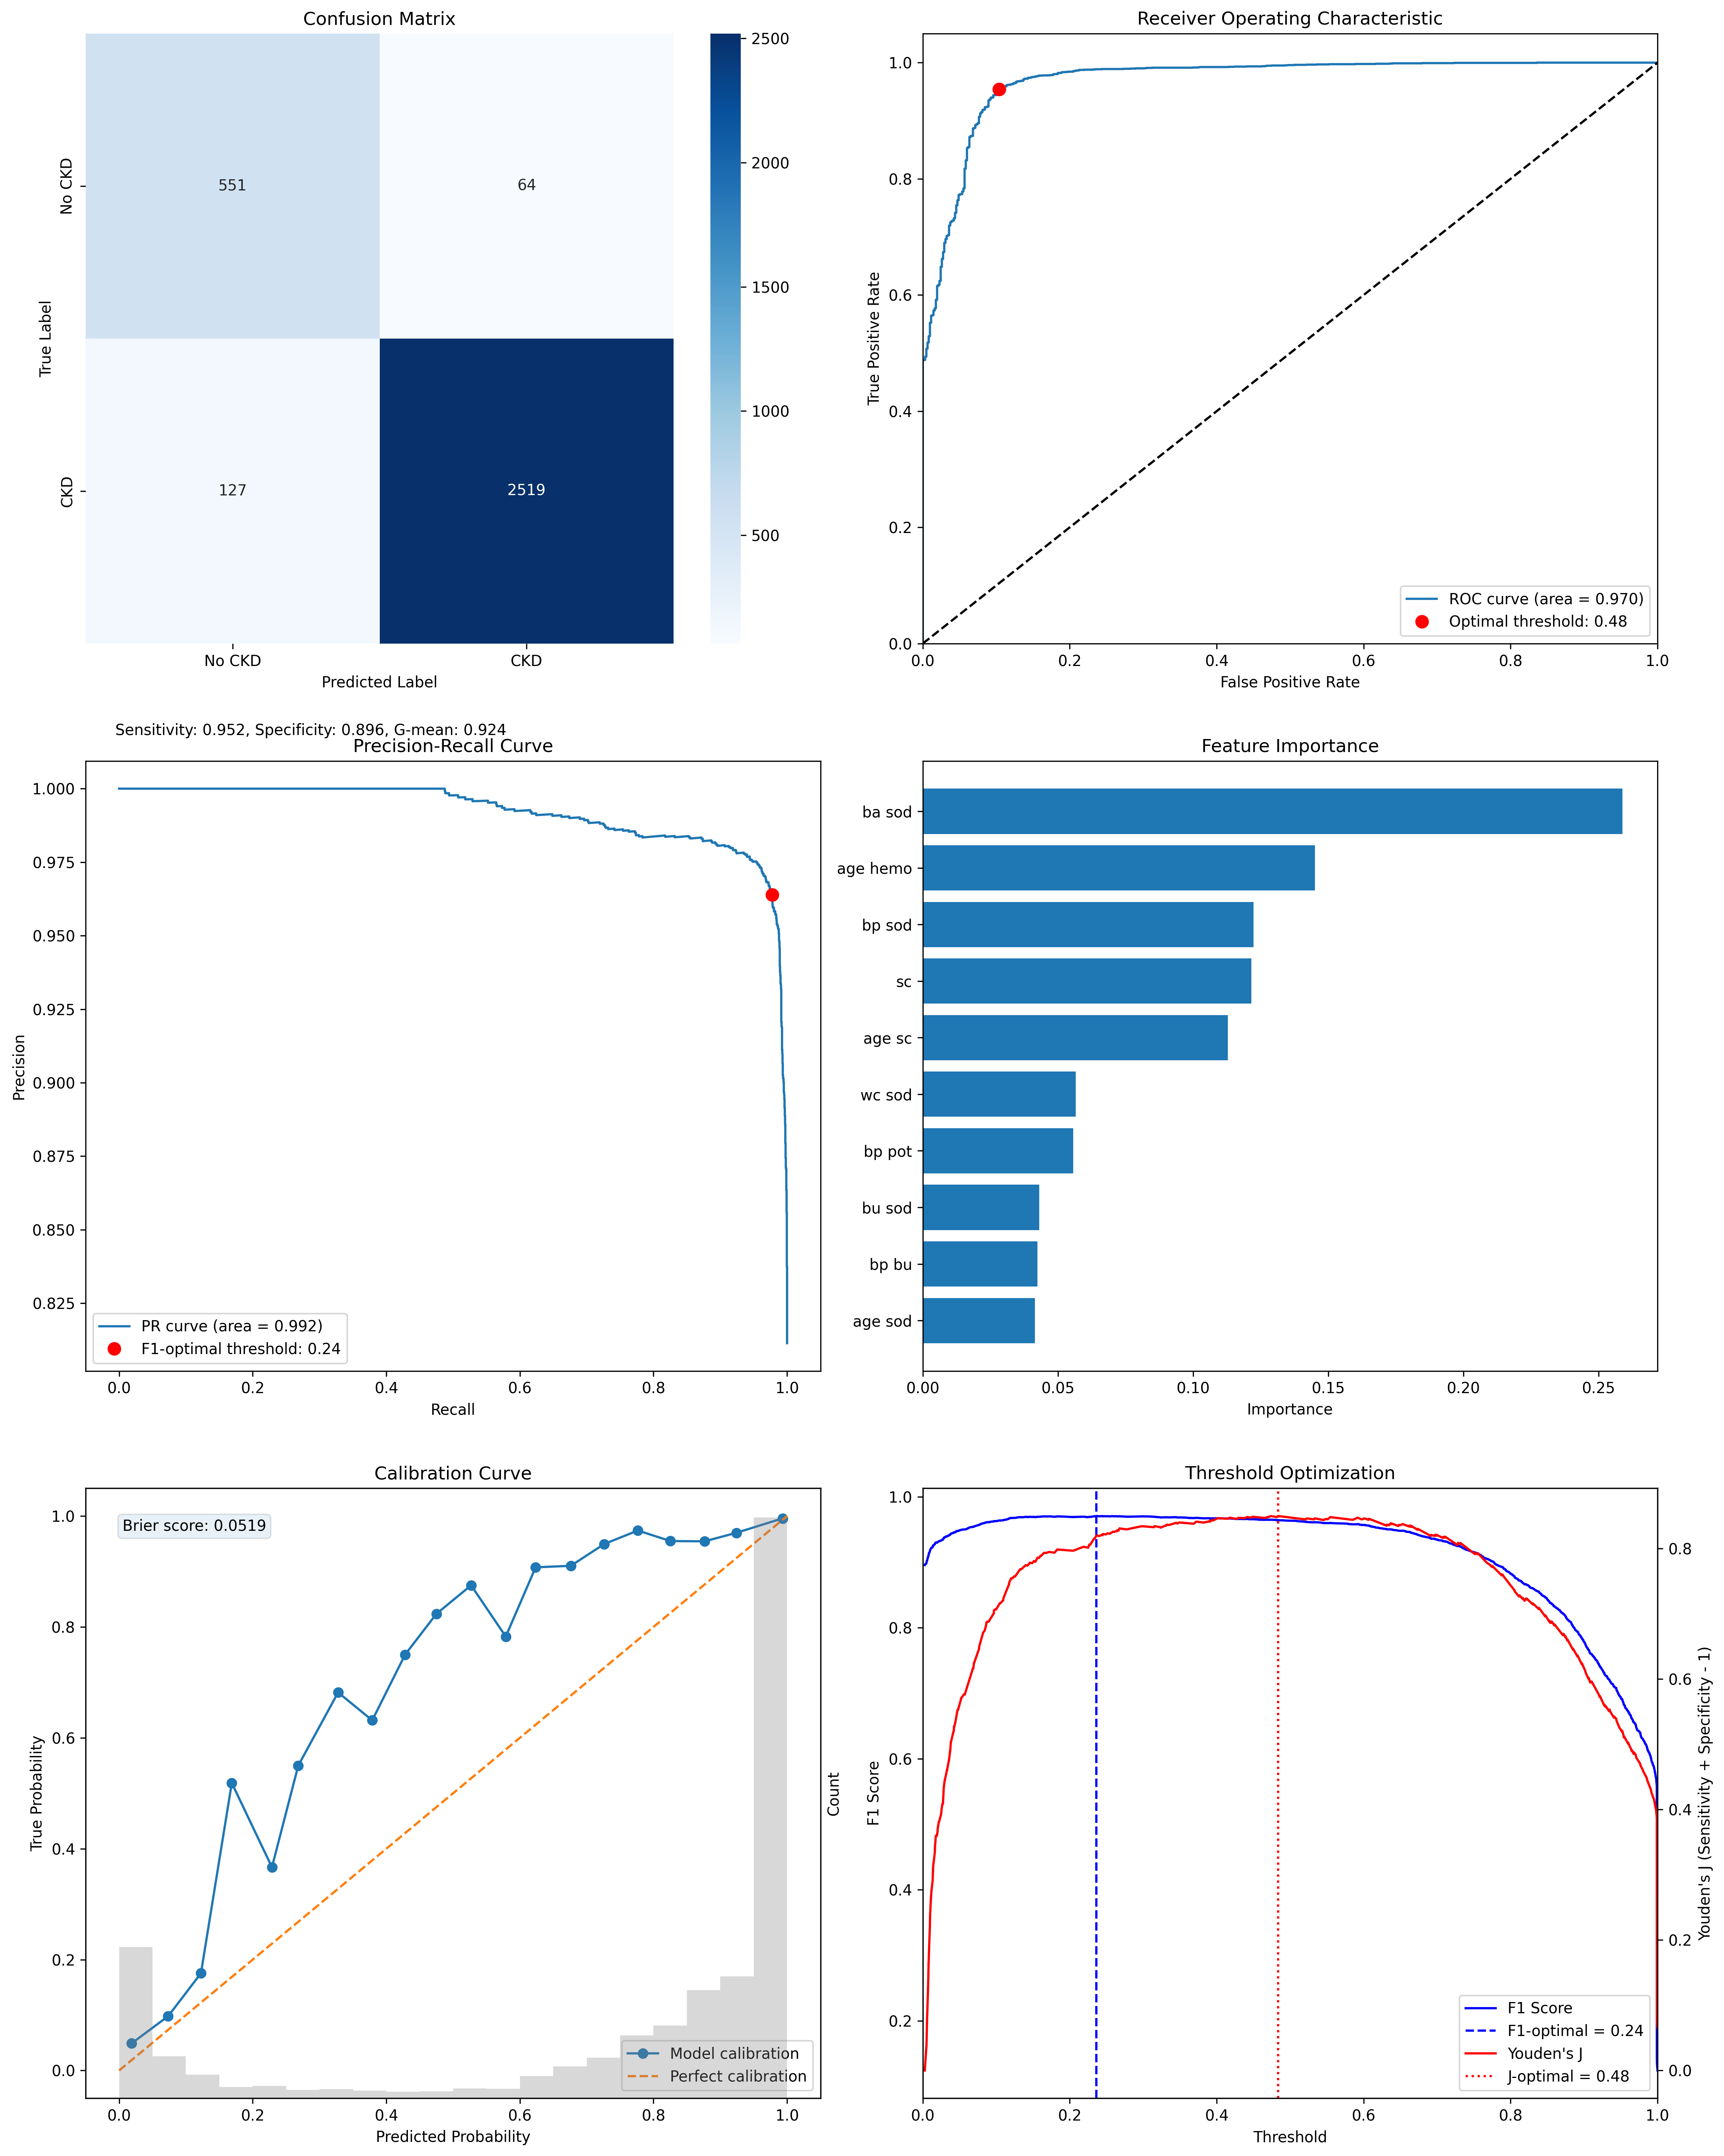 Confusion Matrix
No CKD
CKD
True Label
551
64
127
2519
No CKD
CKD
Predicted Label
2500
2000
1500
1000
500
Sensitivity: 0.952, Specificity: 0.896, G-mean: 0.924
Receiver Operating Characteristic
1.0
0.8
0.6
0.4
0.2
0.0
True Positive Rate
0.0
0.2
0.4
0.6
0.8
1.0
False Positive Rate
ROC curve (area = 0.970)
Optimal threshold: 0.48
Precision-Recall Curve
1.000
0.975
0.950
0.925
0.900
0.875
0.850
0.825
Precision
PR curve (area = 0.992)
F1-optimal threshold: 0.24
0.0
0.2
0.4
0.6
0.8
1.0
Recall
Feature Importance
ba sod
age hemo
bp sod
sc
age sc
wc sod
bp pot
bu sod
bp bu
age sod
0.00
0.05
0.10
0.15
0.20
0.25
Importance
Calibration Curve
Brier score: 0.0519
1.0
0.8
0.6
0.4
0.2
0.0
True Probability
Count
Model calibration
Perfect calibration
0.0
0.2
0.4
0.6
0.8
1.0
Predicted Probability
Threshold Optimization
1.0
0.8
0.6
0.4
0.2
F1 Score
0.8
0.6
0.4
0.2
0.0
Youden's J (Sensitivity + Specificity - 1)
F1 Score
F1-optimal = 0.24
Youden's J
J-optimal = 0.48
0.0
0.2
0.4
0.6
0.8
1.0
Threshold